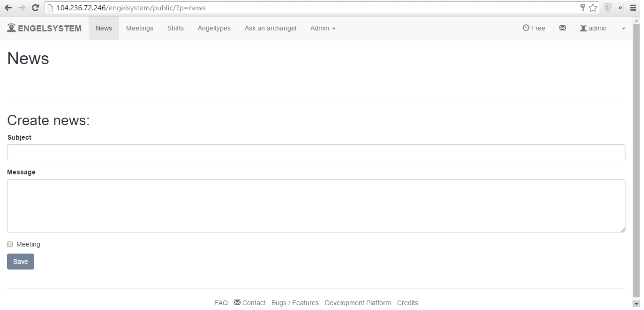 104.236.72.246/engelsystem/public/?p=news
ENGELSYSTEM News Meetings Shifts Angeltypes Ask an archangel Admin Free admin
News
Create news:
Subject
Message
Meeting
Save
FAQ Contact Bugs / Features Development Platform Credits